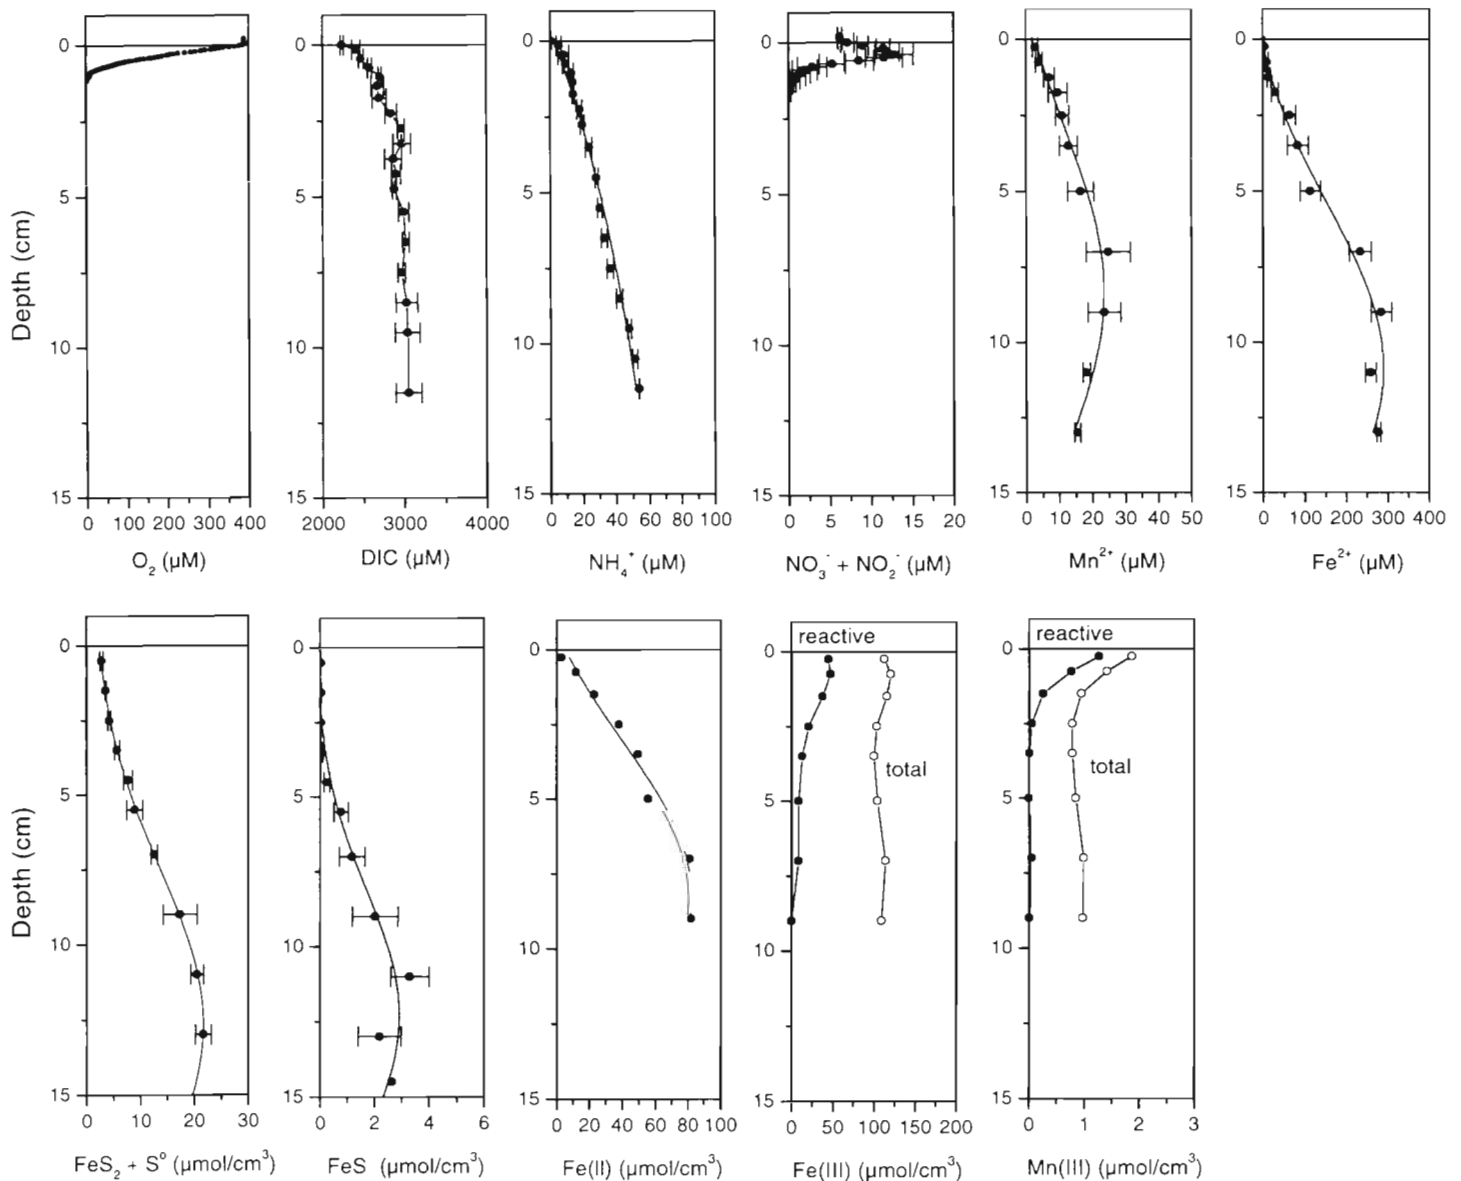 0
5
10
15
Depth (cm)
0 100 200 300 400
O₂ (µM)
0
5
10
15
2000 3000 4000
DIC (µM)
0
5
10
15
0 20 40 60 80 100
NH₄⁺ (µM)
0
5
10
15
0 5 10 15 20
NO₃⁻ + NO₂⁻ (µM)
0
5
10
15
0 10 20 30 40 50
Mn²⁺ (µM)
0
5
10
15
0 100 200 300 400
Fe²⁺ (µM)
0
5
10
15
Depth (cm)
0 10 20 30
FeS₂ + S⁰ (µmol/cm³)
0
5
10
15
0 2 4 6
FeS (µmol/cm³)
0
5
10
15
0 20 40 60 80 100
Fe(II) (µmol/cm³)
reactive
total
0
5
10
15
0 50 100 150 200
Fe(III) (µmol/cm³)
reactive
total
0
5
10
15
0 1 2 3
Mn(III) (µmol/cm³)